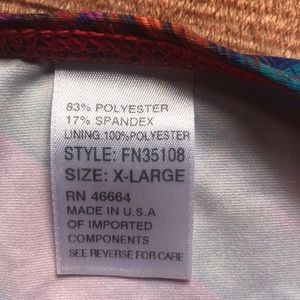 83% POLYESTER
17% SPANDEX
LINING:100%POLYESTER
STYLE: FN35108
SIZE: X-LARGE
RN 46664
MADE IN U.S.A
OF IMPORTED
COMPONENTS
SEE REVERSE FOR CARE